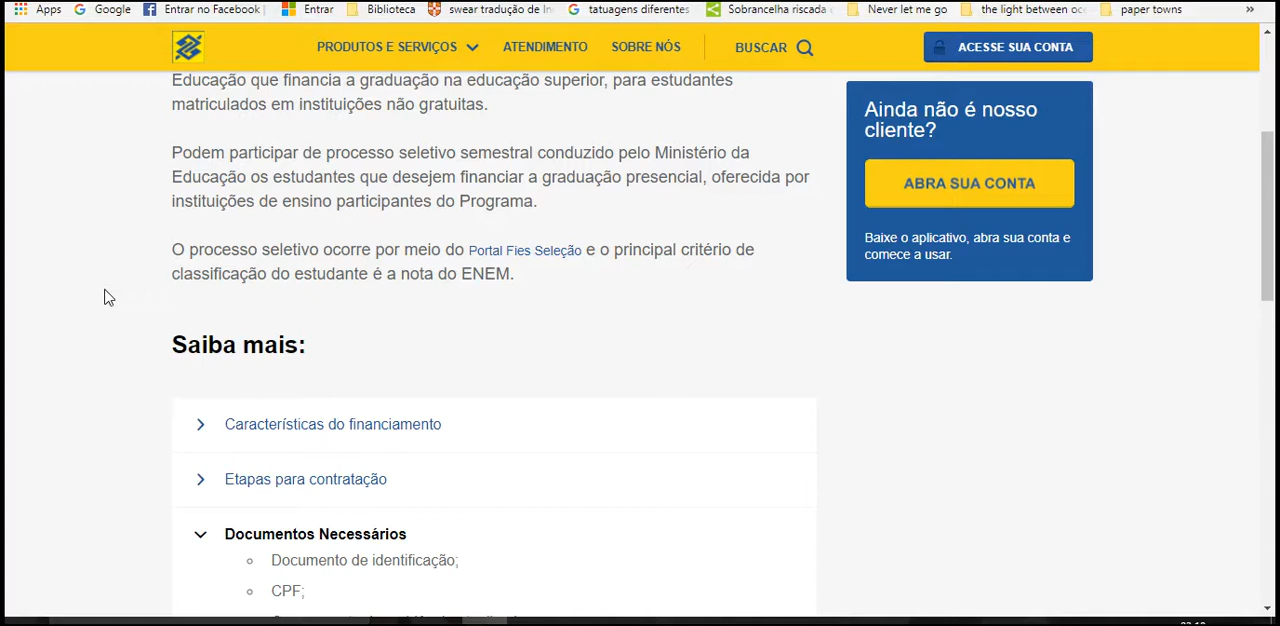 Apps Google Entrar no Facebook Entrar Biblioteca swear tradução de In tatuagens diferentes Sobrancelha riscada Never let me go the light between oc paper towns »
PRODUTOS E SERVIÇOS ATENDIMENTO SOBRE NÓS BUSCAR ACESSE SUA CONTA
Educação que financia a graduação na educação superior, para estudantes
matriculados em instituições não gratuitas.
Podem participar de processo seletivo semestral conduzido pelo Ministério da
Educação os estudantes que desejem financiar a graduação presencial, oferecida por
instituições de ensino participantes do Programa.
O processo seletivo ocorre por meio do Portal Fies Seleção e o principal critério de
classificação do estudante é a nota do ENEM.
Ainda não é nosso
cliente?
ABRA SUA CONTA
Baixe o aplicativo, abra sua conta e
comece a usar.
Saiba mais:
Características do financiamento
Etapas para contratação
Documentos Necessários
Documento de identificação;
CPF;